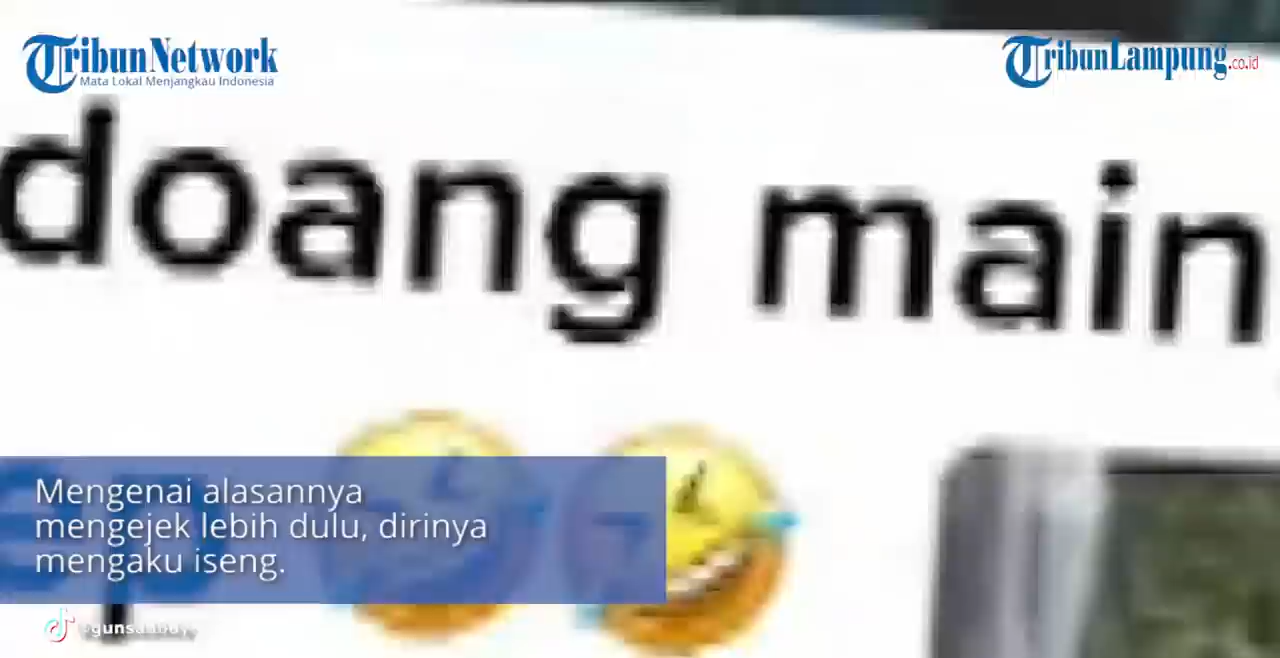 TribunNetwork
Mata Lokal Menjangkau Indonesia
TribunLampung.co.id
doang main
Mengenai alasannya
mengejek lebih dulu, dirinya
mengaku iseng.